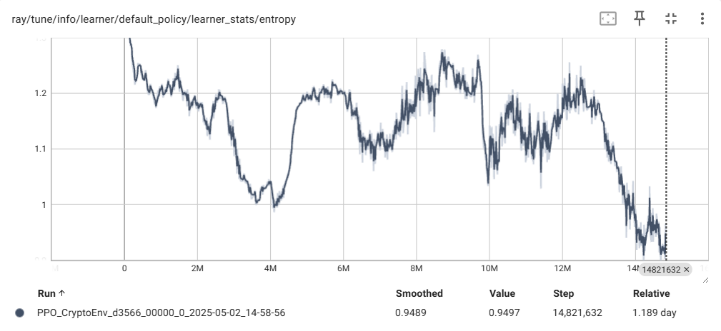 ray/tune/info/learner/default_policy/learner_stats/entropy
1.2
1.1
1
0 2M 4M 6M 8M 10M 12M 14821632 ×
Run ↑ Smoothed Value Step Relative
PPO_CryptoEnv_d3566_00000_0_2025-05-02_14-58-56 0.9489 0.9497 14,821,632 1.189 day